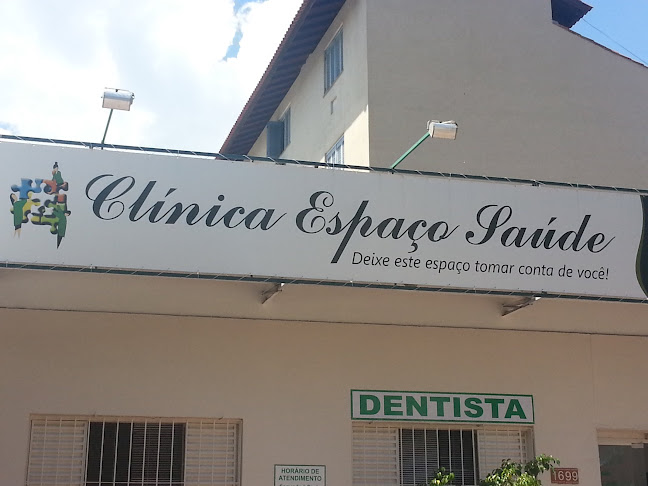 Clínica Espaço Saúde
Deixe este espaço tomar conta de você!
DENTISTA
HORÁRIO DE
ATENDIMENTO
1699